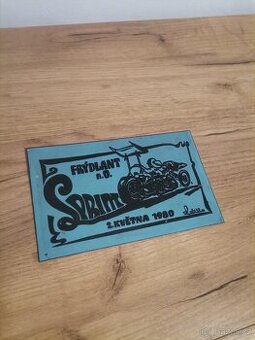 FRÝDLANT
n.O.
SPRINT
2. KVĚTNA 1980